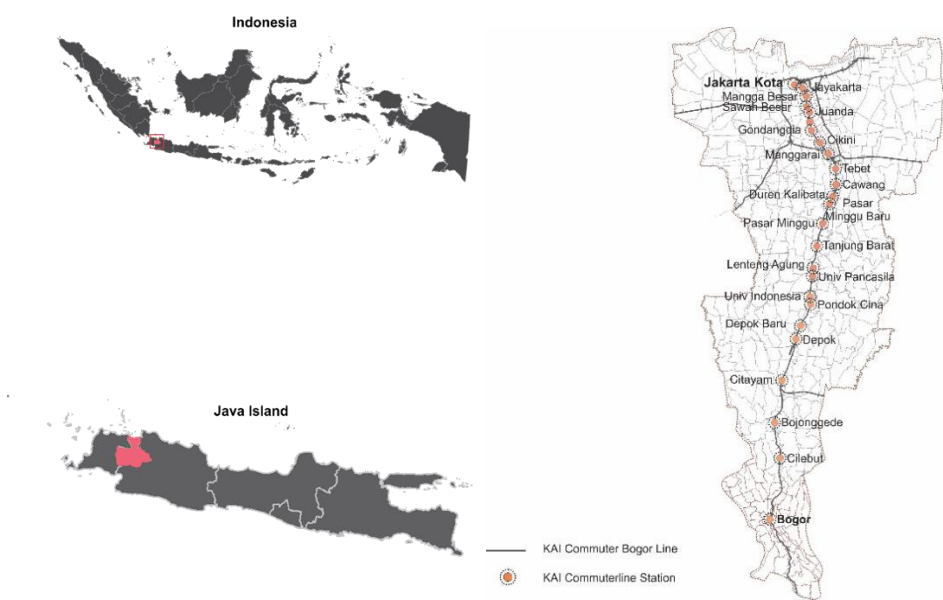 Indonesia
Java Island
Jakarta Kota
Jayakarta
Mangga Besar
Sawah Besar
Juanda
Gondangdia
Cikini
Manggarai
Tebet
Cawang
Duren Kalibata
Pasar
Minggu Baru
Pasar Minggu
Tanjung Barat
Lenteng Agung
Univ Pancasila
Univ Indonesia
Pondok Cina
Depok Baru
Depok
Citayam
Bojonggede
Cilebut
Bogor
KAI Commuter Bogor Line
KAI Commuterline Station